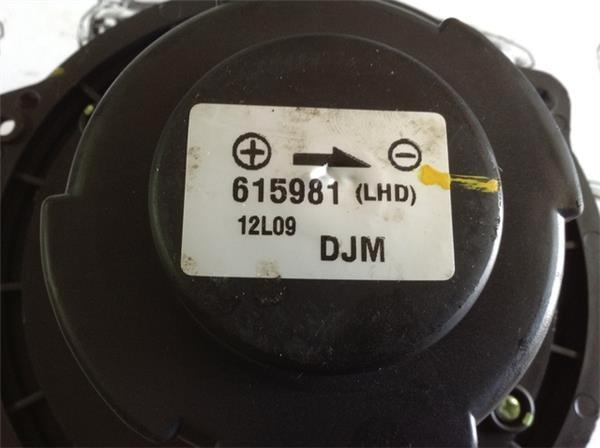 + → −
615981 (LHD)
12L09
DJM